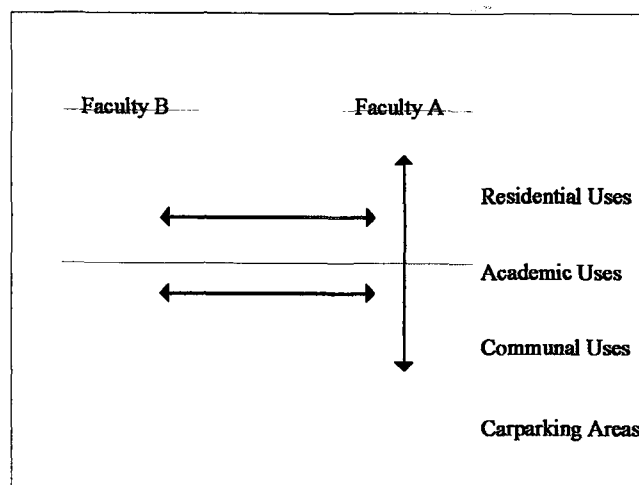 Faculty B Faculty A
Residential Uses
Academic Uses
Communal Uses
Carparking Areas